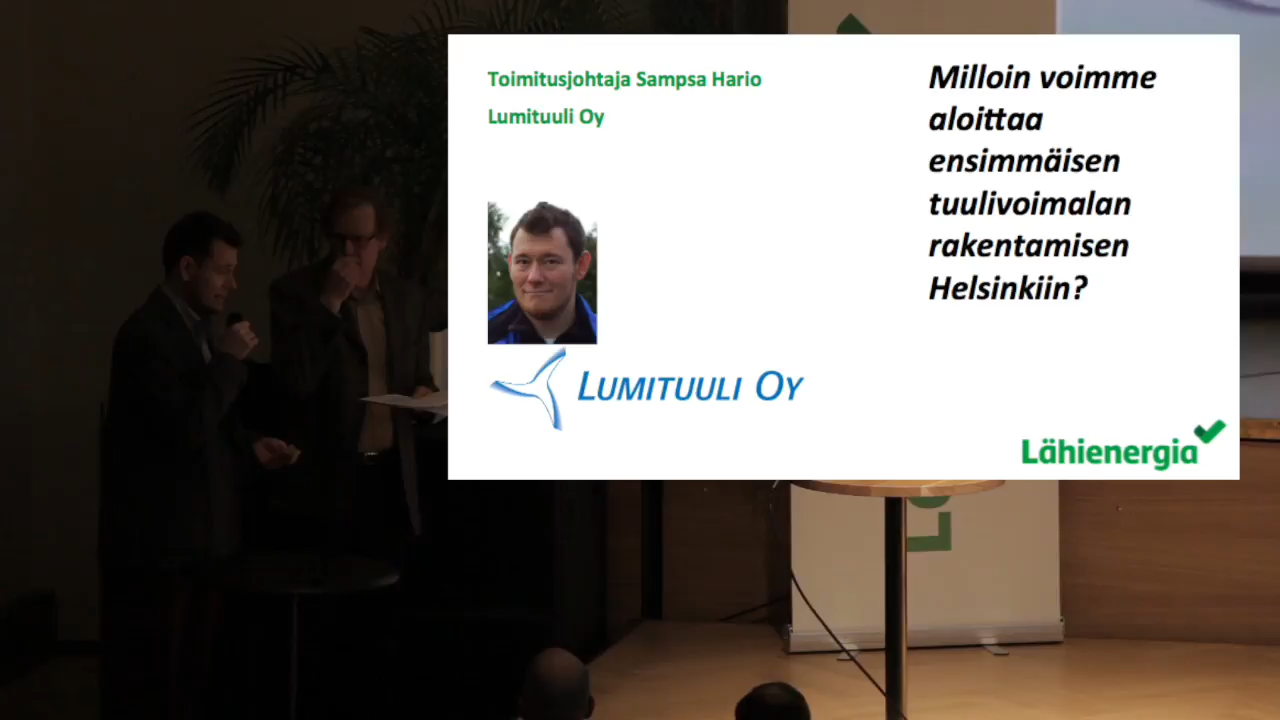 Toimitusjohtaja Sampsa Hario
Lumituuli Oy
LUMITUULI OY
Milloin voimme
aloittaa
ensimmäisen
tuulivoimalan
rakentamisen
Helsinkiin?
Lähienergia